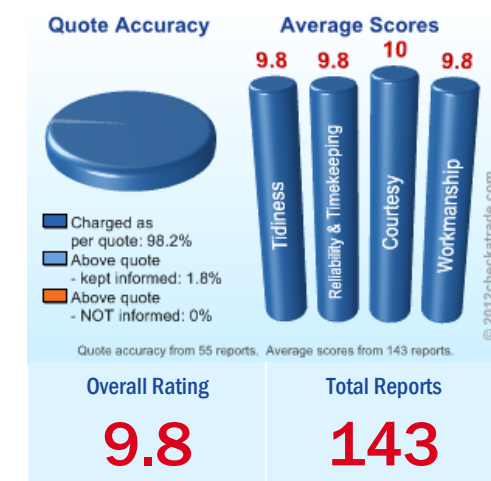 Quote Accuracy
Average Scores
9.8
9.8
10
9.8
Tidiness
Reliability & Timekeeping
Courtesy
Workmanship
Charged as
per quote: 98.2%
Above quote
- kept informed: 1.8%
Above quote
- NOT informed: 0%
© 2012checkatrade.com
Quote accuracy from 55 reports. Average scores from 143 reports.
Overall Rating
9.8
Total Reports
143